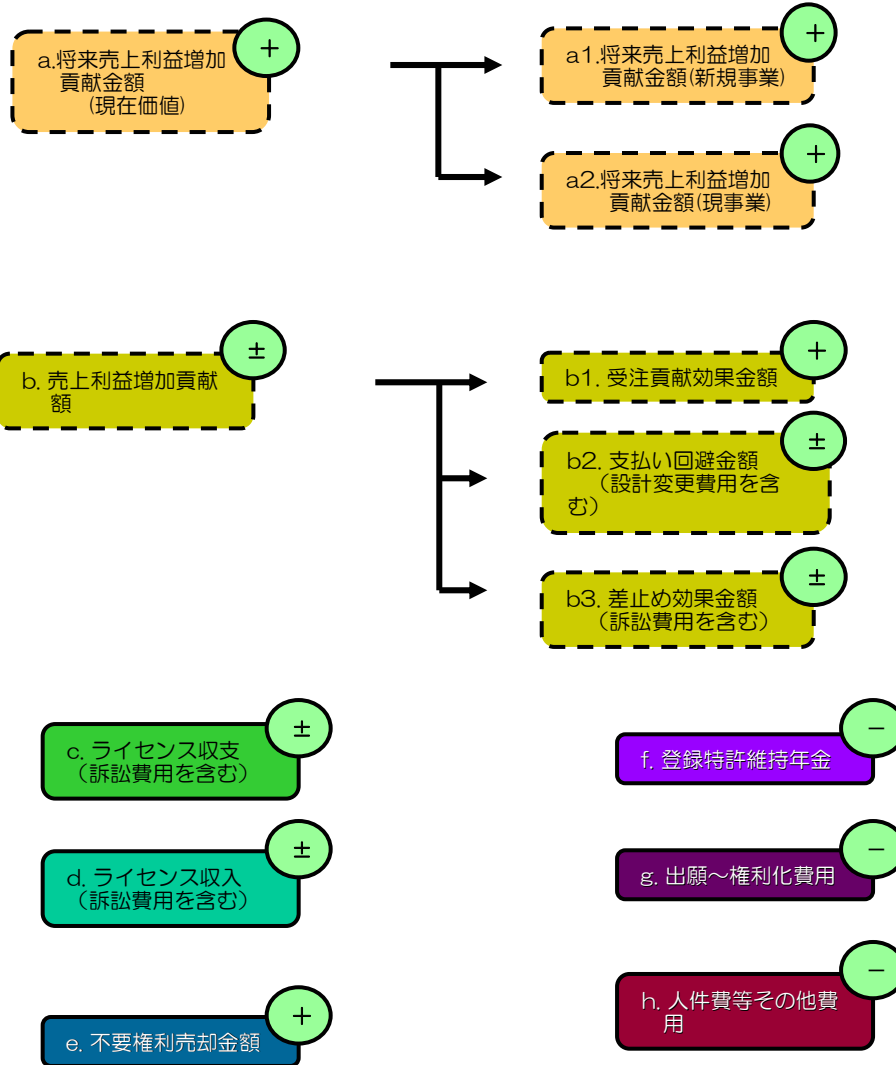 a.将来売上利益増加
貢献金額
(現在価値)
+
a1.将来売上利益増加
貢献金額(新規事業)
+
a2.将来売上利益増加
貢献金額(現事業)
+
b. 売上利益増加貢献
額
±
b1. 受注貢献効果金額
+
b2. 支払い回避金額
（設計変更費用を含
む）
±
b3. 差止め効果金額
（訴訟費用を含む）
±
c. ライセンス収支
（訴訟費用を含む）
±
d. ライセンス収入
（訴訟費用を含む）
±
e. 不要権利売却金額
+
f. 登録特許維持年金
−
g. 出願～権利化費用
−
h. 人件費等その他費
用
−